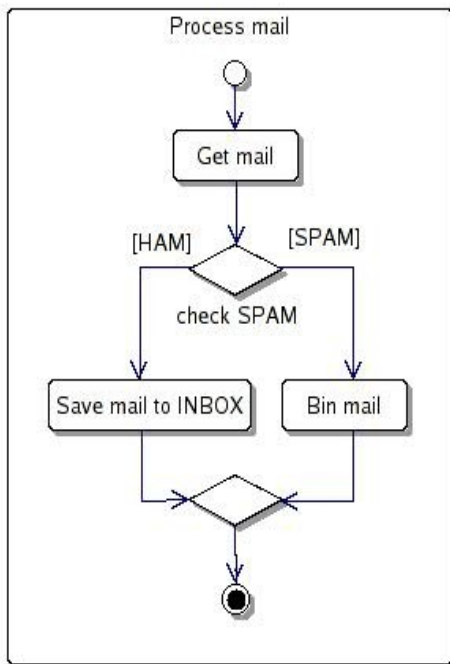 Process mail
Get mail
[HAM]
[SPAM]
check SPAM
Save mail to INBOX
Bin mail